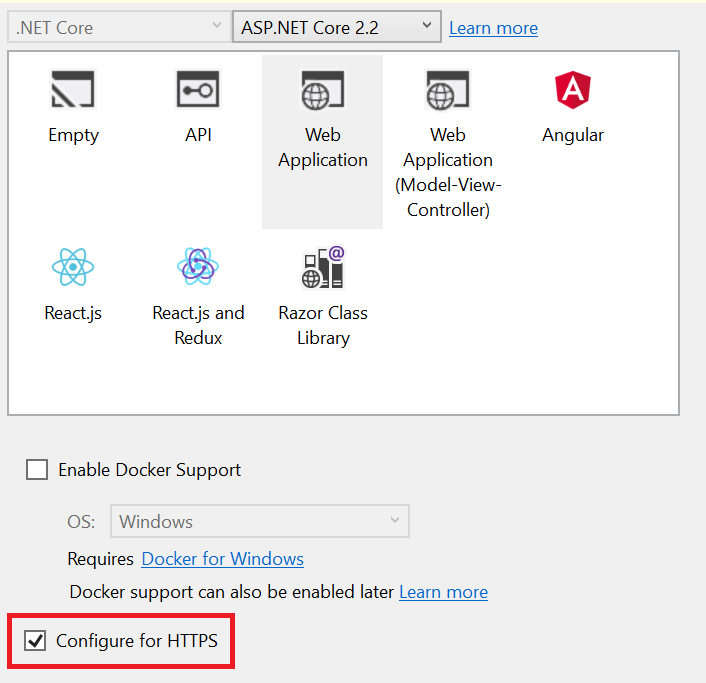 .NET Core ASP.NET Core 2.2 Learn more
Empty API Web Application Web Application (Model-View-Controller) Angular
React.js React.js and Redux Razor Class Library
Enable Docker Support
OS: Windows
Requires Docker for Windows
Docker support can also be enabled later Learn more
Configure for HTTPS